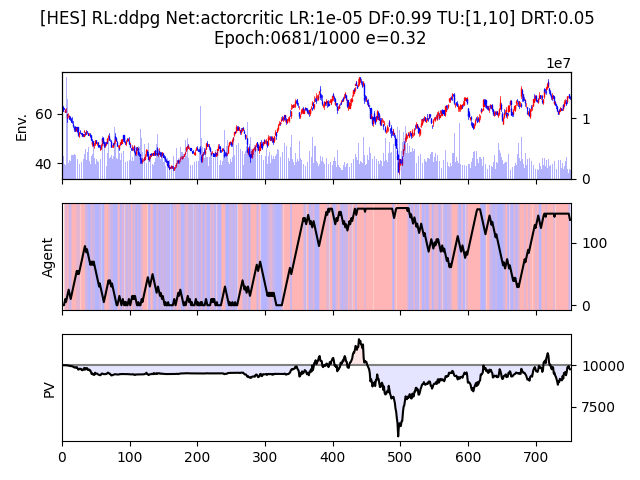 [HES] RL:ddpg Net:actorcritic LR:1e-05 DF:0.99 TU:[1,10] DRT:0.05
Epoch:0681/1000 e=0.32
1e7
Env.
60
40
1
0
Agent
100
0
PV
10000
7500
0
100
200
300
400
500
600
700